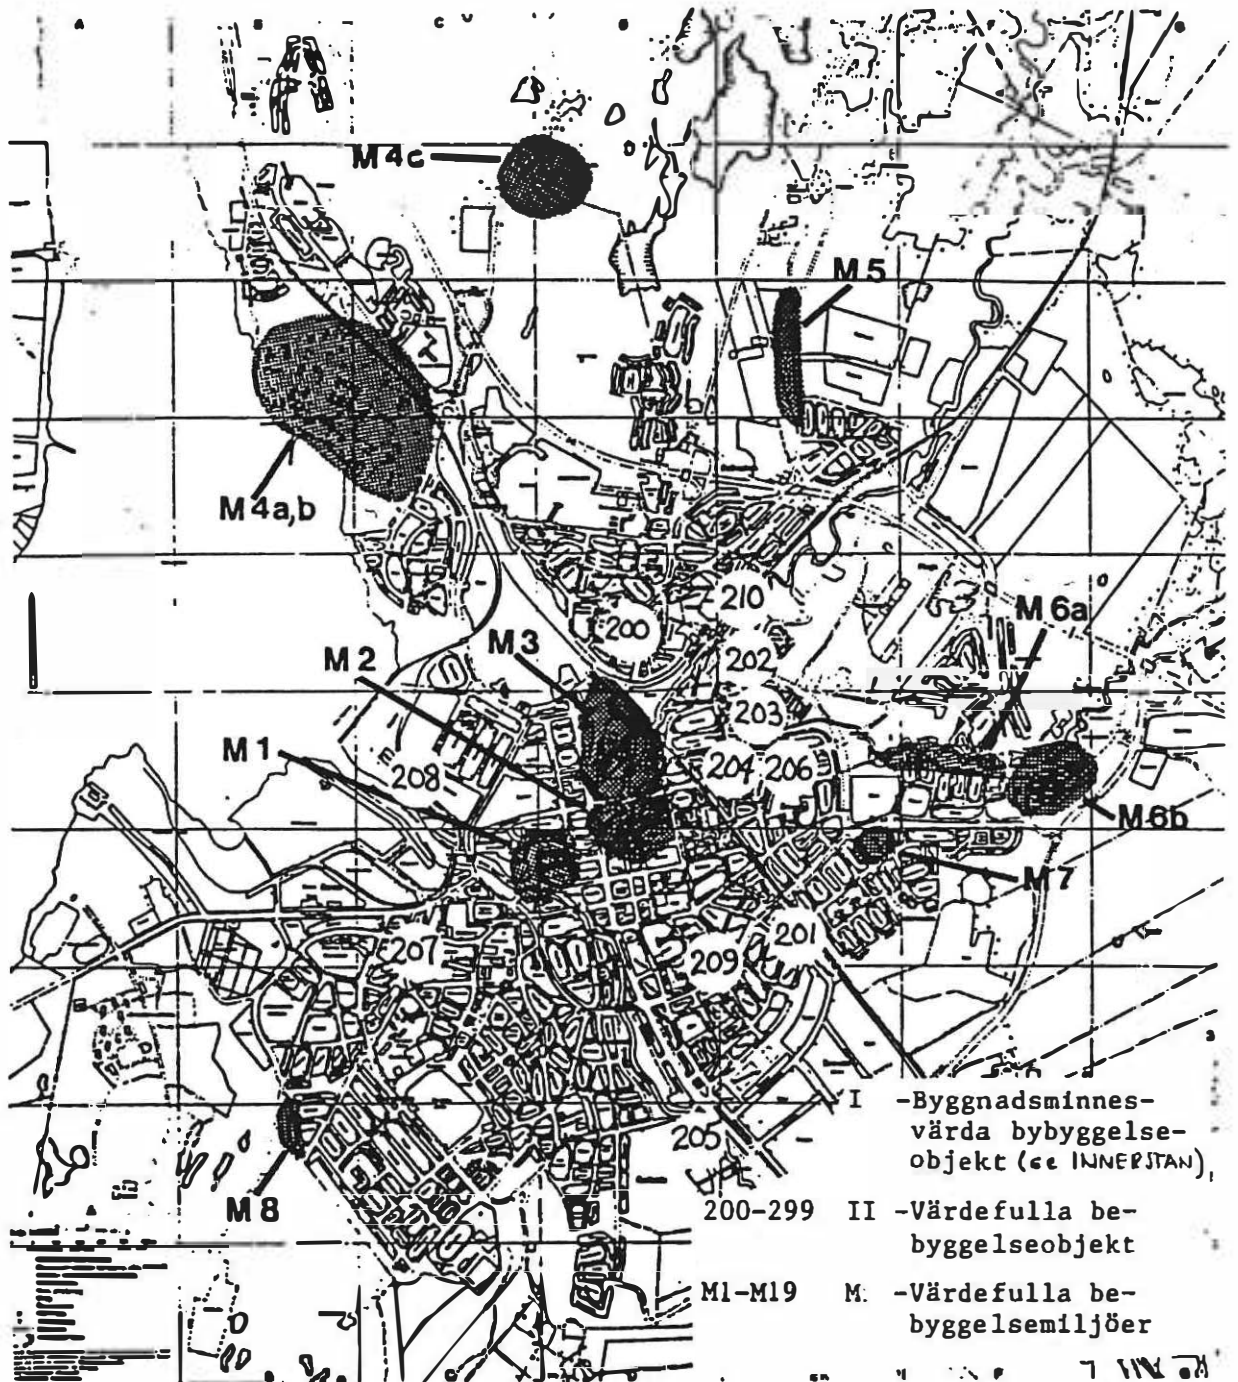 A
B
C
M4c
M5
M4a,b
210
200
M6a
M2
M3
202
203
M1
204
206
208
M6b
M7
207
201
209
205
M8
I -Byggnadsminnes-
värda bybyggelse-
objekt (se INNERSTAN)
200-299 II -Värdefulla be-
byggelseobjekt
M1-M19 M: -Värdefulla be-
byggelsemiljöer